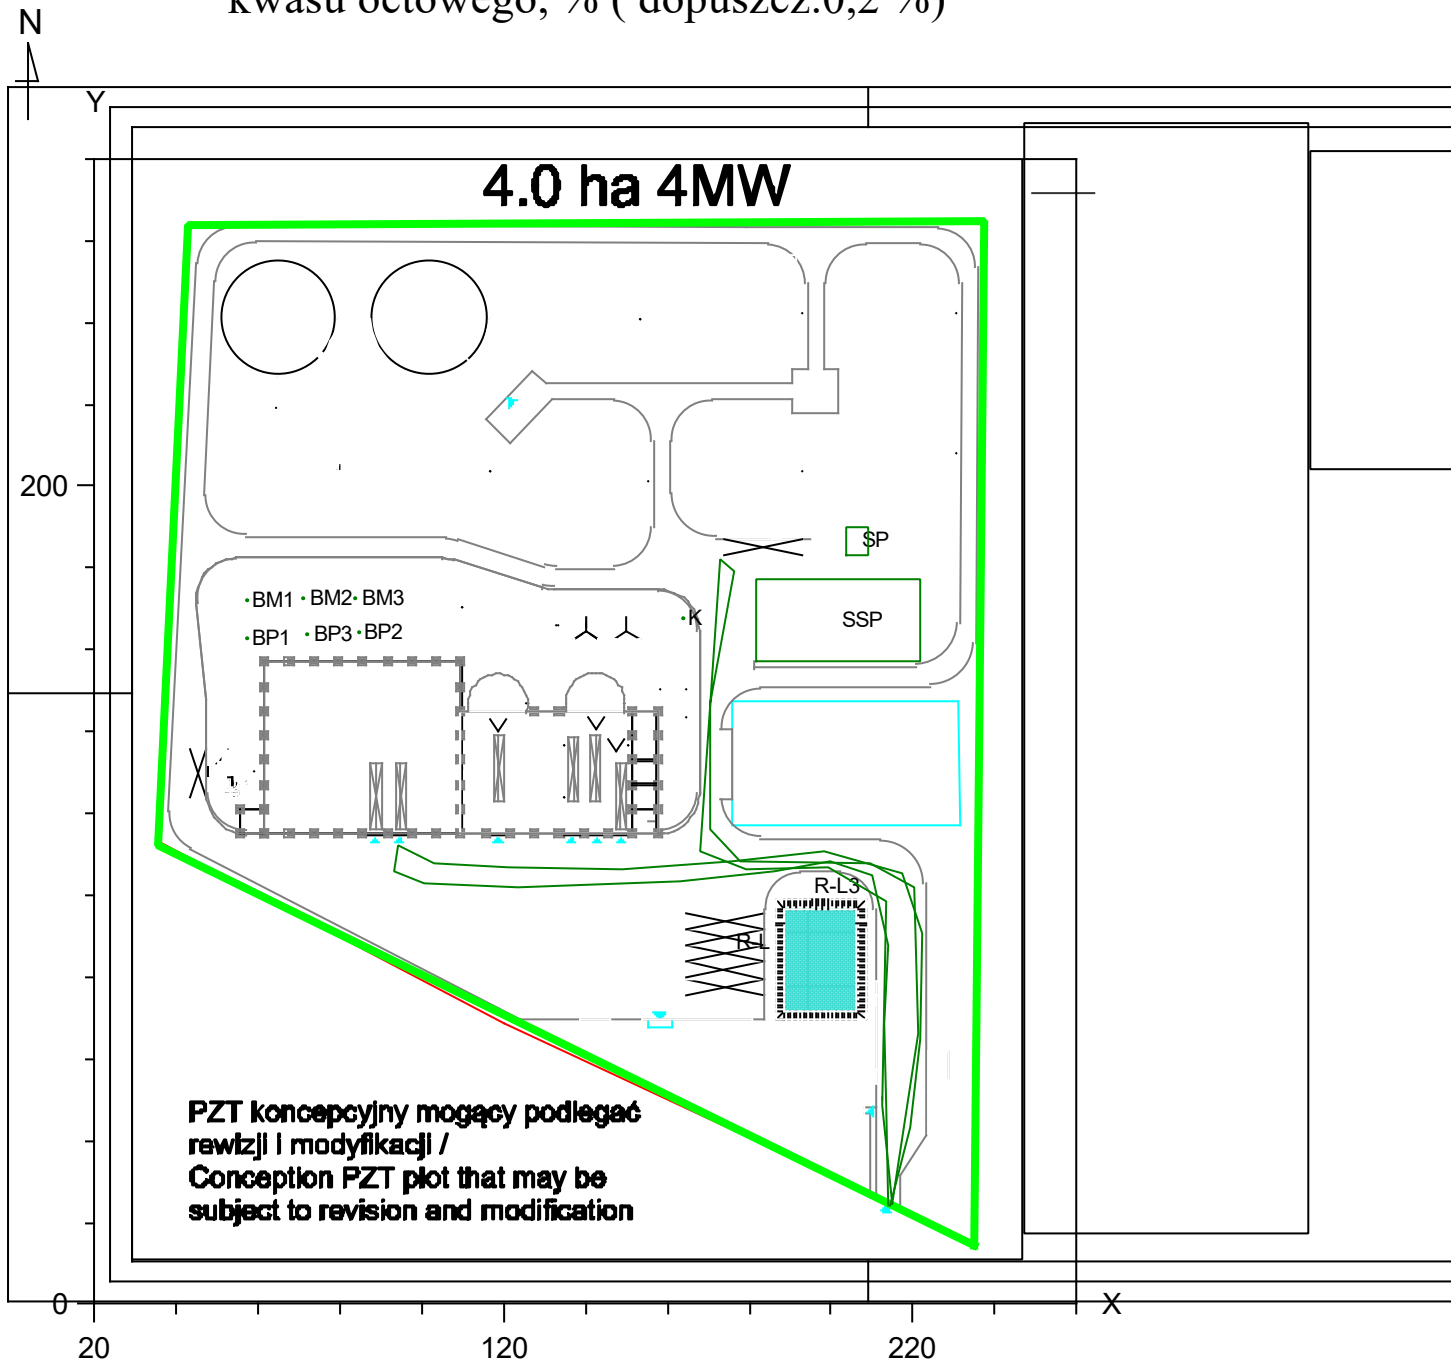 kwasu octowego, % ( dopuszcz.0,2 %)
N
Y
4.0 ha 4MW
200
SP
BM1 BM2 BM3
K
SSP
BP1 BP3 BP2
R-L3
R-L
PZT koncepcyjny mogący podlegać
rewizji i modyfikacji /
Conception PZT plot that may be
subject to revision and modification
0
X
20 120 220